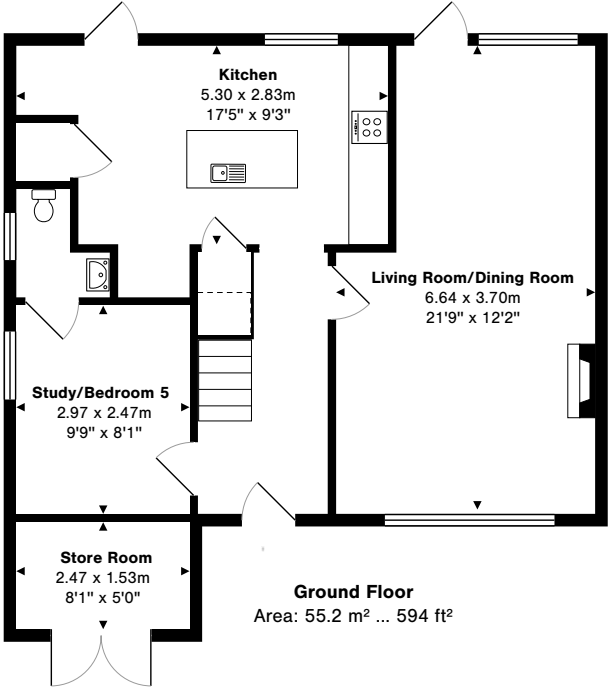 Kitchen
5.30 x 2.83m
17'5" x 9'3"
Living Room/Dining Room
6.64 x 3.70m
21'9" x 12'2"
Study/Bedroom 5
2.97 x 2.47m
9'9" x 8'1"
Store Room
2.47 x 1.53m
8'1" x 5'0"
Ground Floor
Area: 55.2 m² ... 594 ft²